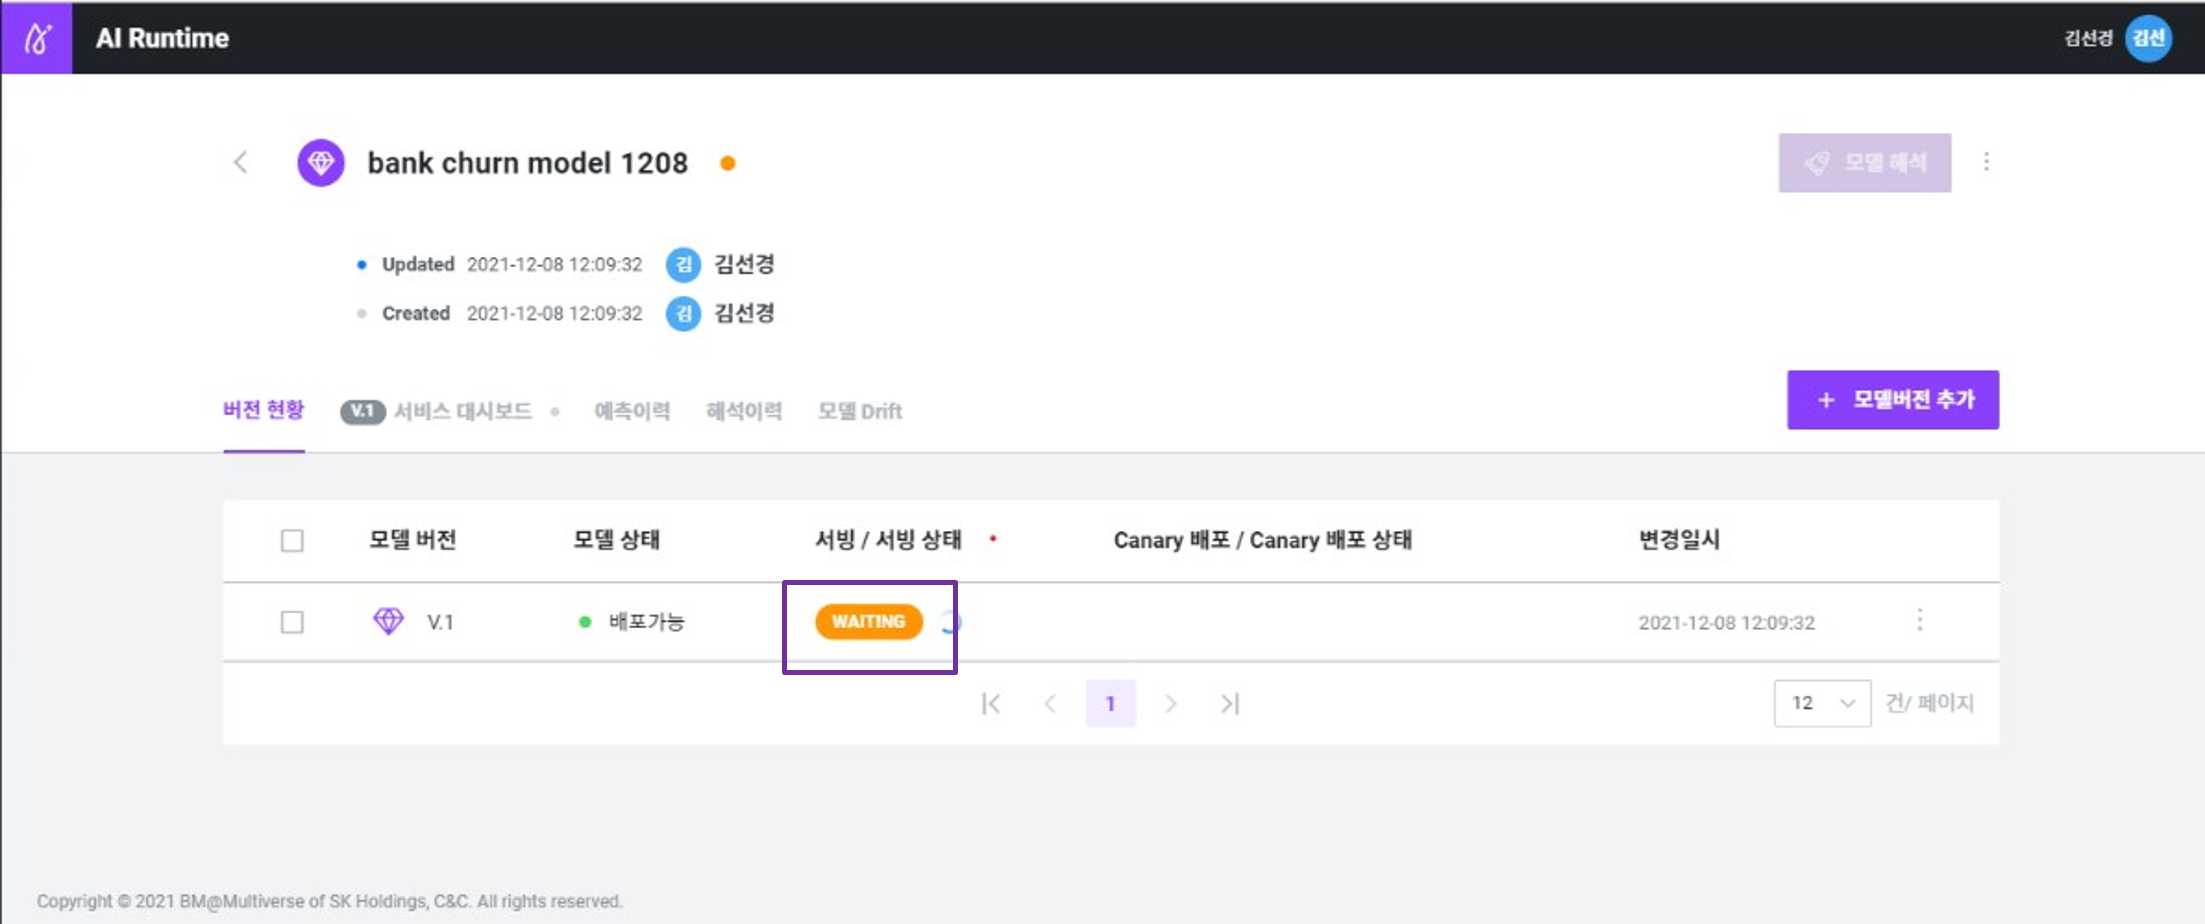 AI Runtime
김선경 김선
bank churn model 1208
모델 해석
Updated 2021-12-08 12:09:32 김 김선경
Created 2021-12-08 12:09:32 김 김선경
버전 현황 V.1 서비스 대시보드 예측이력 해석이력 모델 Drift
+ 모델버전 추가
모델 버전 모델 상태 서빙 / 서빙 상태 Canary 배포 / Canary 배포 상태 변경일시
V.1 배포가능 WAITING 2021-12-08 12:09:32
1
12 건/ 페이지
Copyright © 2021 BM@Multiverse of SK Holdings, C&C. All rights reserved.